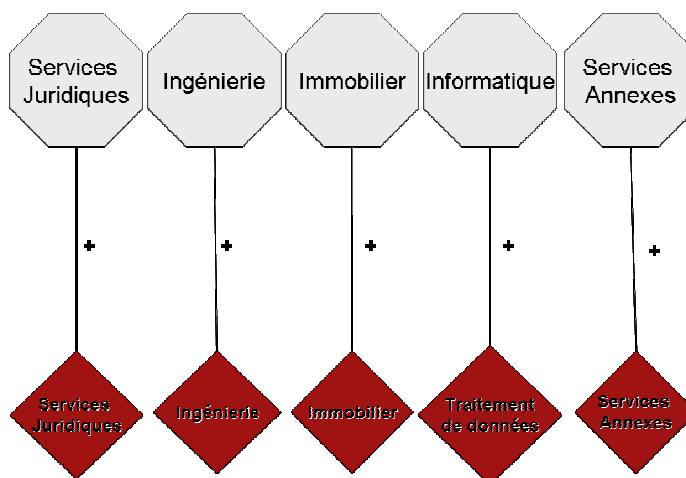 Services
Juridiques
Ingénierie
Immobilier
Informatique
Services
Annexes
+
+
+
+
+
Services
Juridiques
Ingénierie
Immobilier
Traitement
de données
Services
Annexes